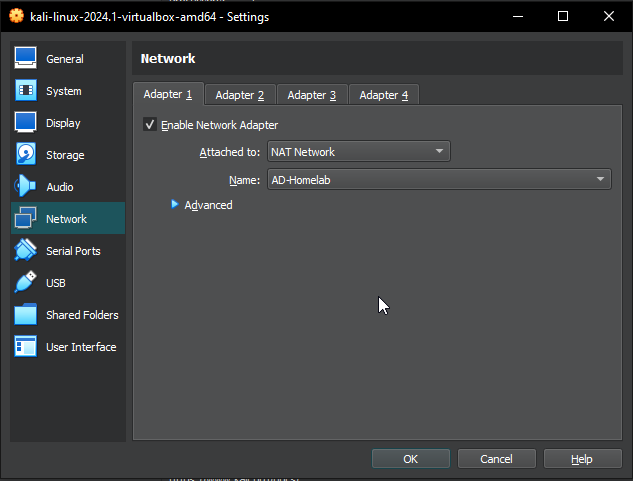 kali-linux-2024.1-virtualbox-amd64 - Settings
General
System
Display
Storage
Audio
Network
Serial Ports
USB
Shared Folders
User Interface
Network
Adapter 1
Adapter 2
Adapter 3
Adapter 4
Enable Network Adapter
Attached to: NAT Network
Name: AD-Homelab
Advanced
OK
Cancel
Help